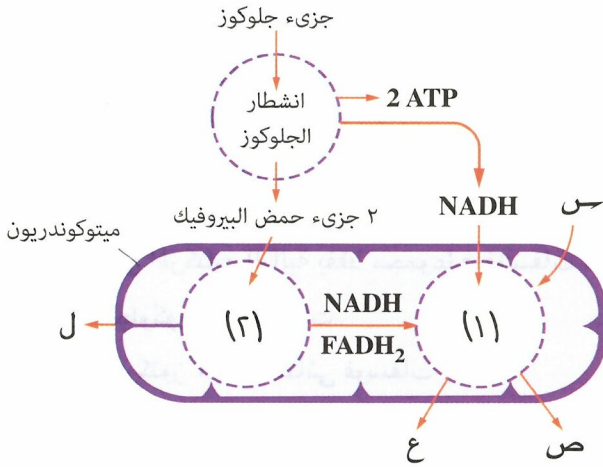 جزيء جلوكوز
انشطار
الجلوكوز
2 ATP
٢ جزيء حمض البيروفيك
NADH
س
ميتوكوندريون
(٢)
NADH
FADH₂
(١)
ل
ع
ص